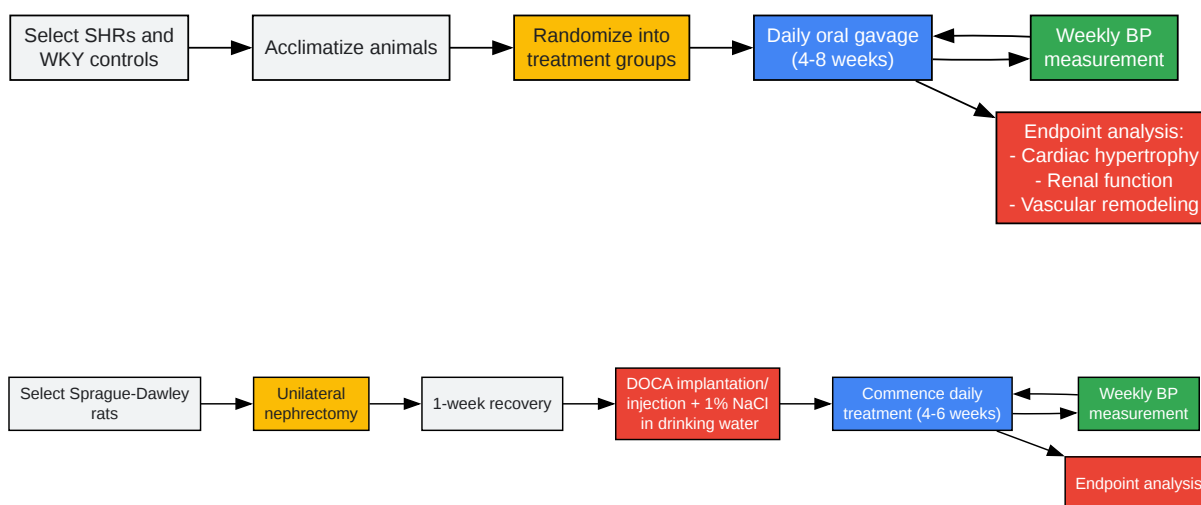 Select SHRs and
WKY controls
Acclimatize animals
Randomize into
treatment groups
Daily oral gavage
(4-8 weeks)
Weekly BP
measurement
Endpoint analysis:
- Cardiac hypertrophy
- Renal function
- Vascular remodeling
Select Sprague-Dawley
rats
Unilateral
nephrectomy
1-week recovery
DOCA implantation/
injection + 1% NaCl
in drinking water
Commence daily
treatment (4-6 weeks)
Weekly BP
measurement
Endpoint analysis